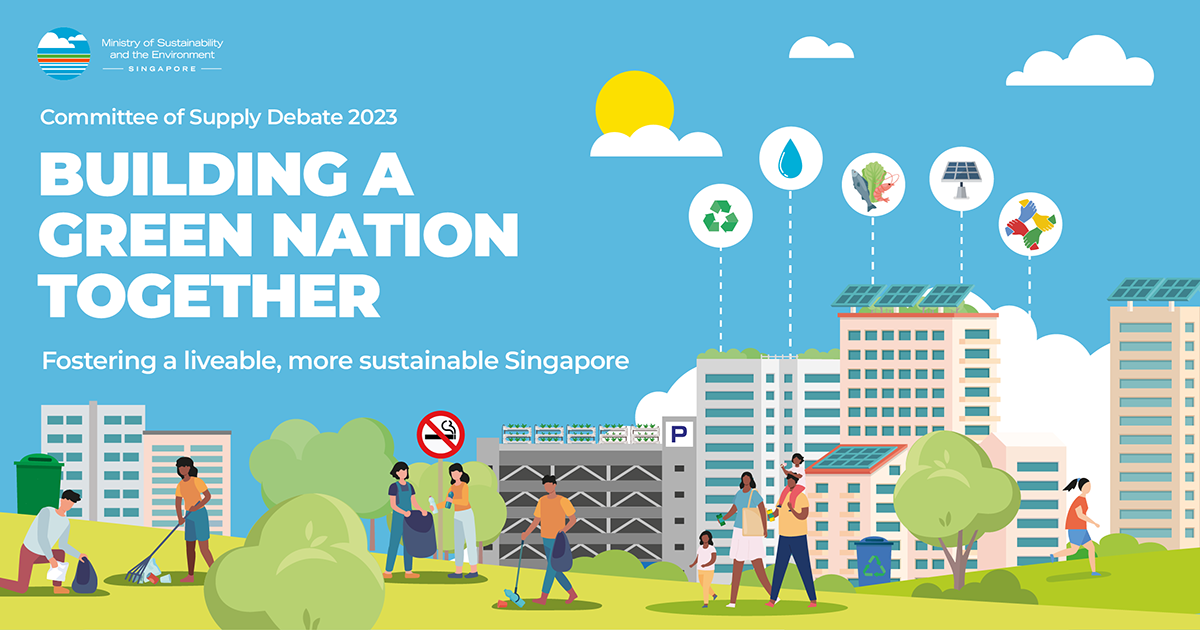 Ministry of Sustainability
and the Environment
SINGAPORE
Committee of Supply Debate 2023
BUILDING A
GREEN NATION
TOGETHER
Fostering a liveable, more sustainable Singapore
P